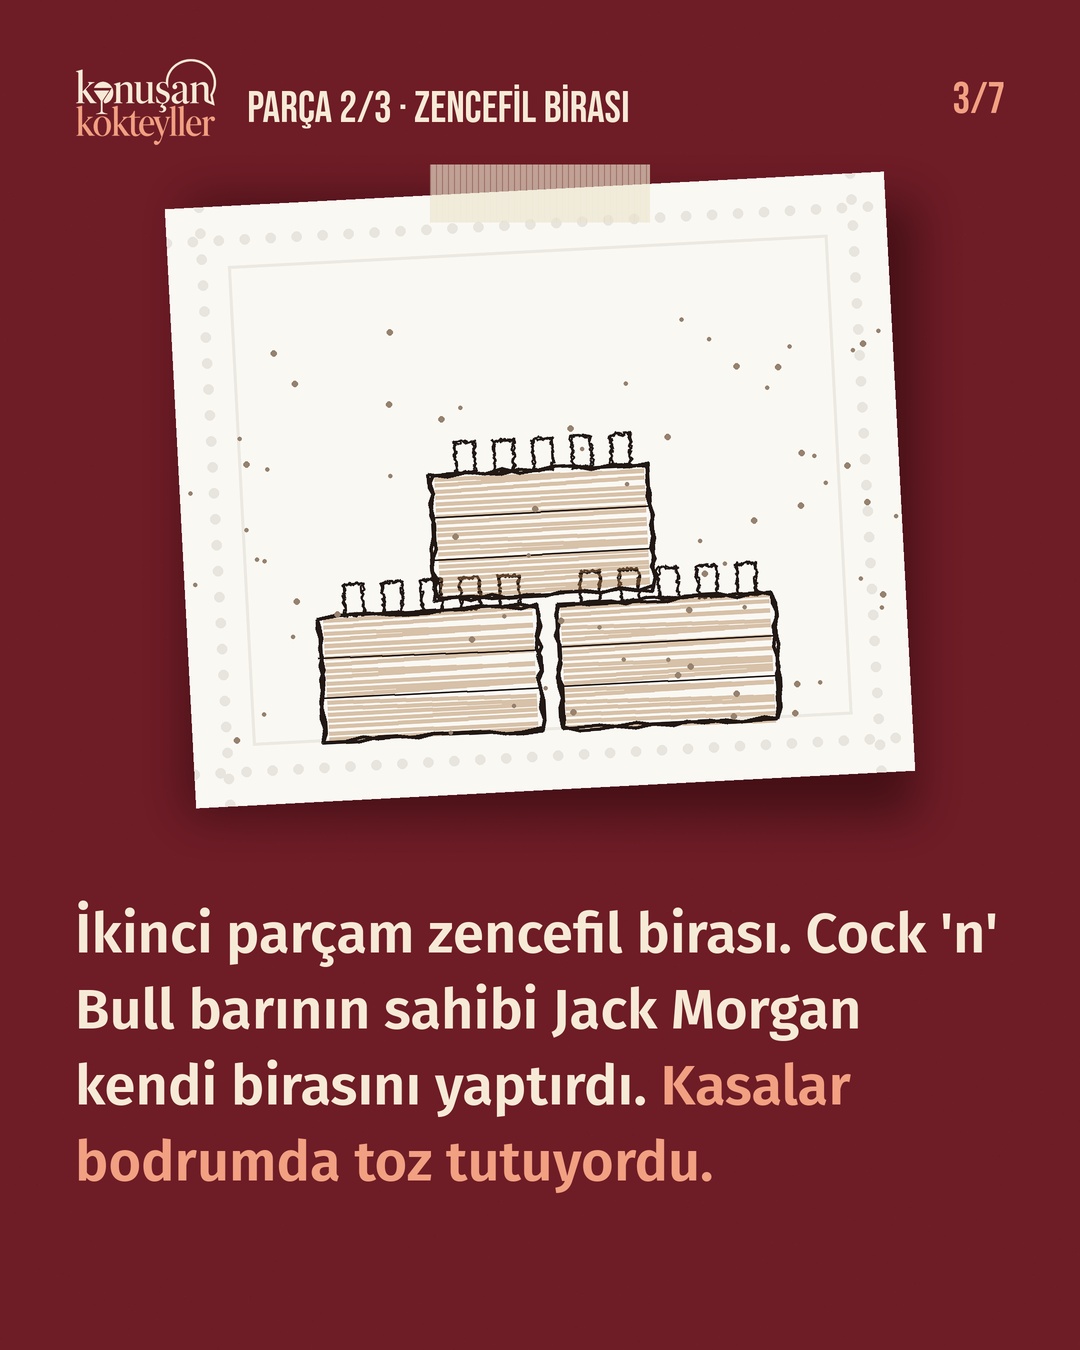 konuşan
kokteyller
PARÇA 2/3 · ZENCEFİL BİRASI
3/7
İkinci parçam zencefil birası. Cock 'n'
Bull barının sahibi Jack Morgan
kendi birasını yaptırdı. Kasalar
bodrumda toz tutuyordu.